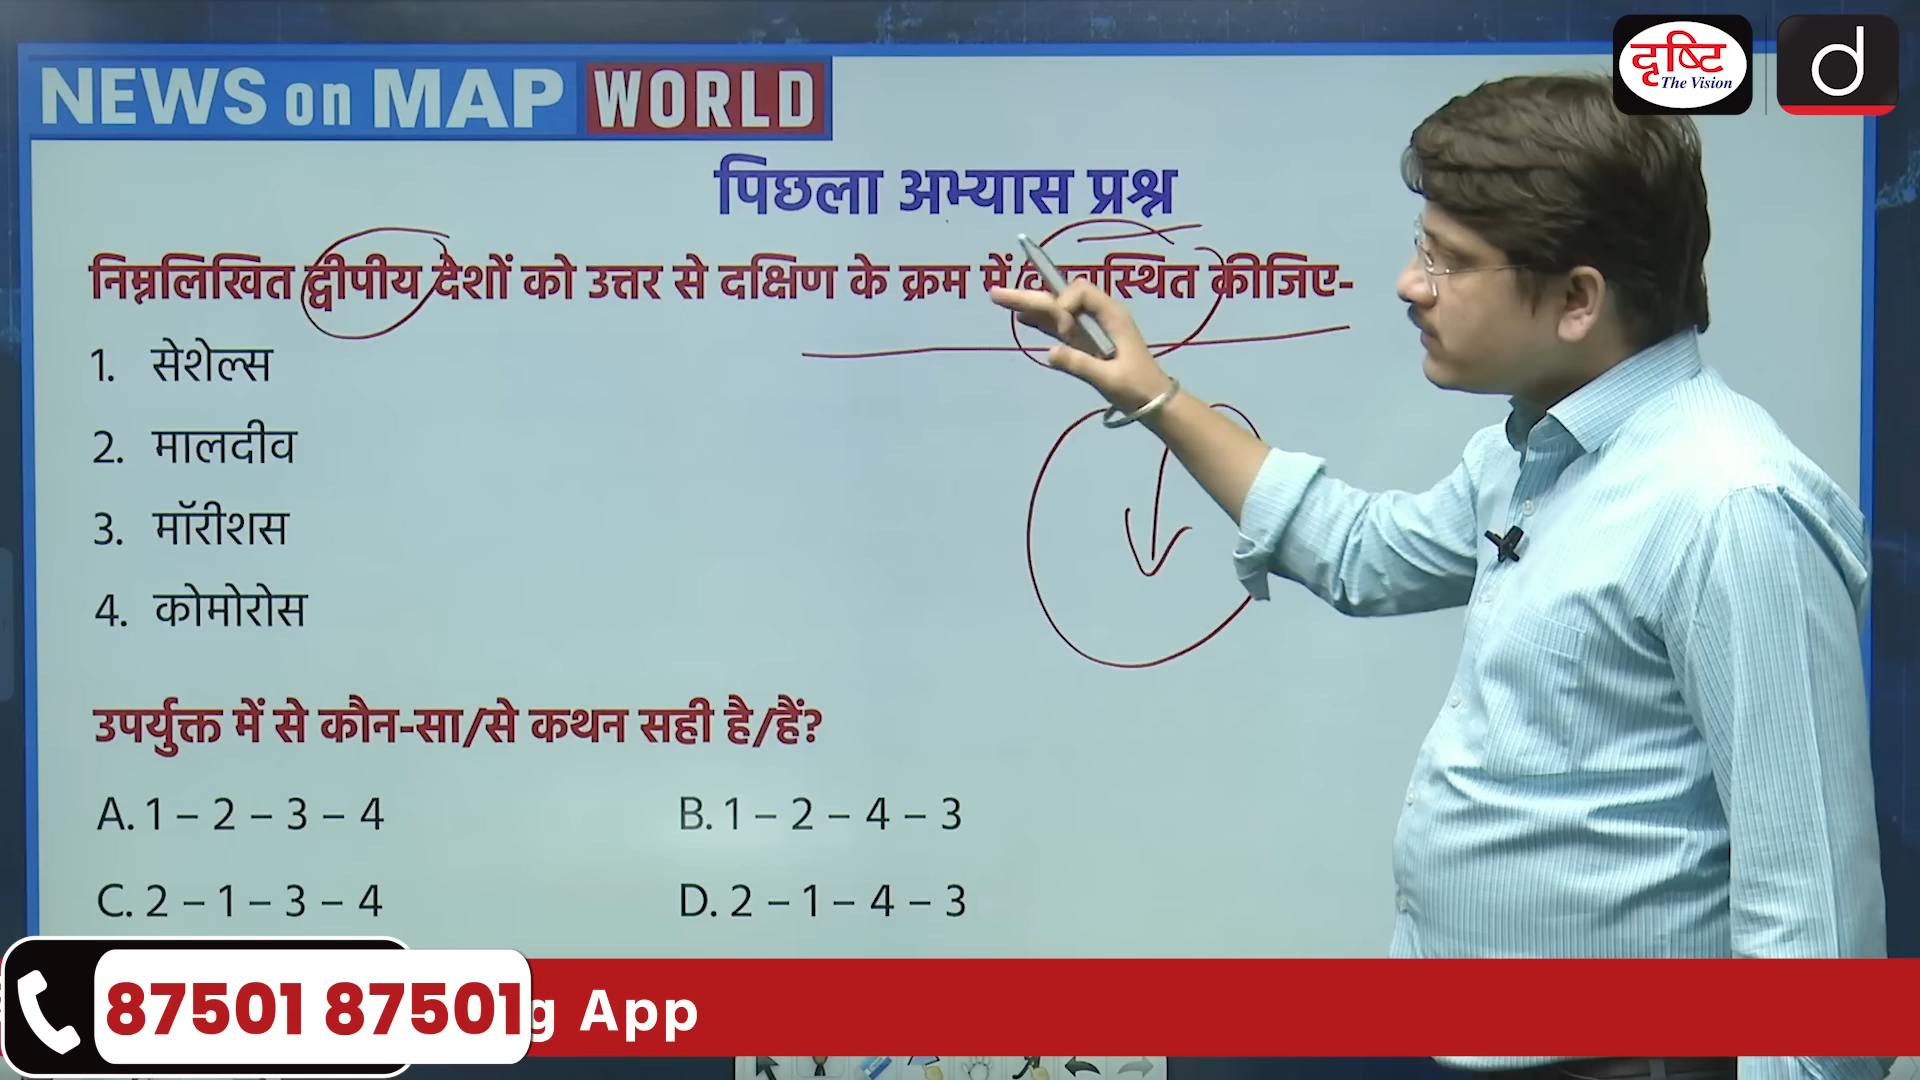 दृष्टि
The Vision
d
NEWS on MAP WORLD
पिछला अभ्यास प्रश्न
निम्नलिखित द्वीपीय देशों को उत्तर से दक्षिण के क्रम में कीजिए-
1. सेशेल्स
2. मालदीव
3. मॉरीशस
4. कोमोरोस
उपर्युक्त में से कौन-सा/से कथन सही है/हैं?
A. 1 – 2 – 3 – 4
B. 1 – 2 – 4 – 3
C. 2 – 1 – 3 – 4
D. 2 – 1 – 4 – 3
87501 87501
g App